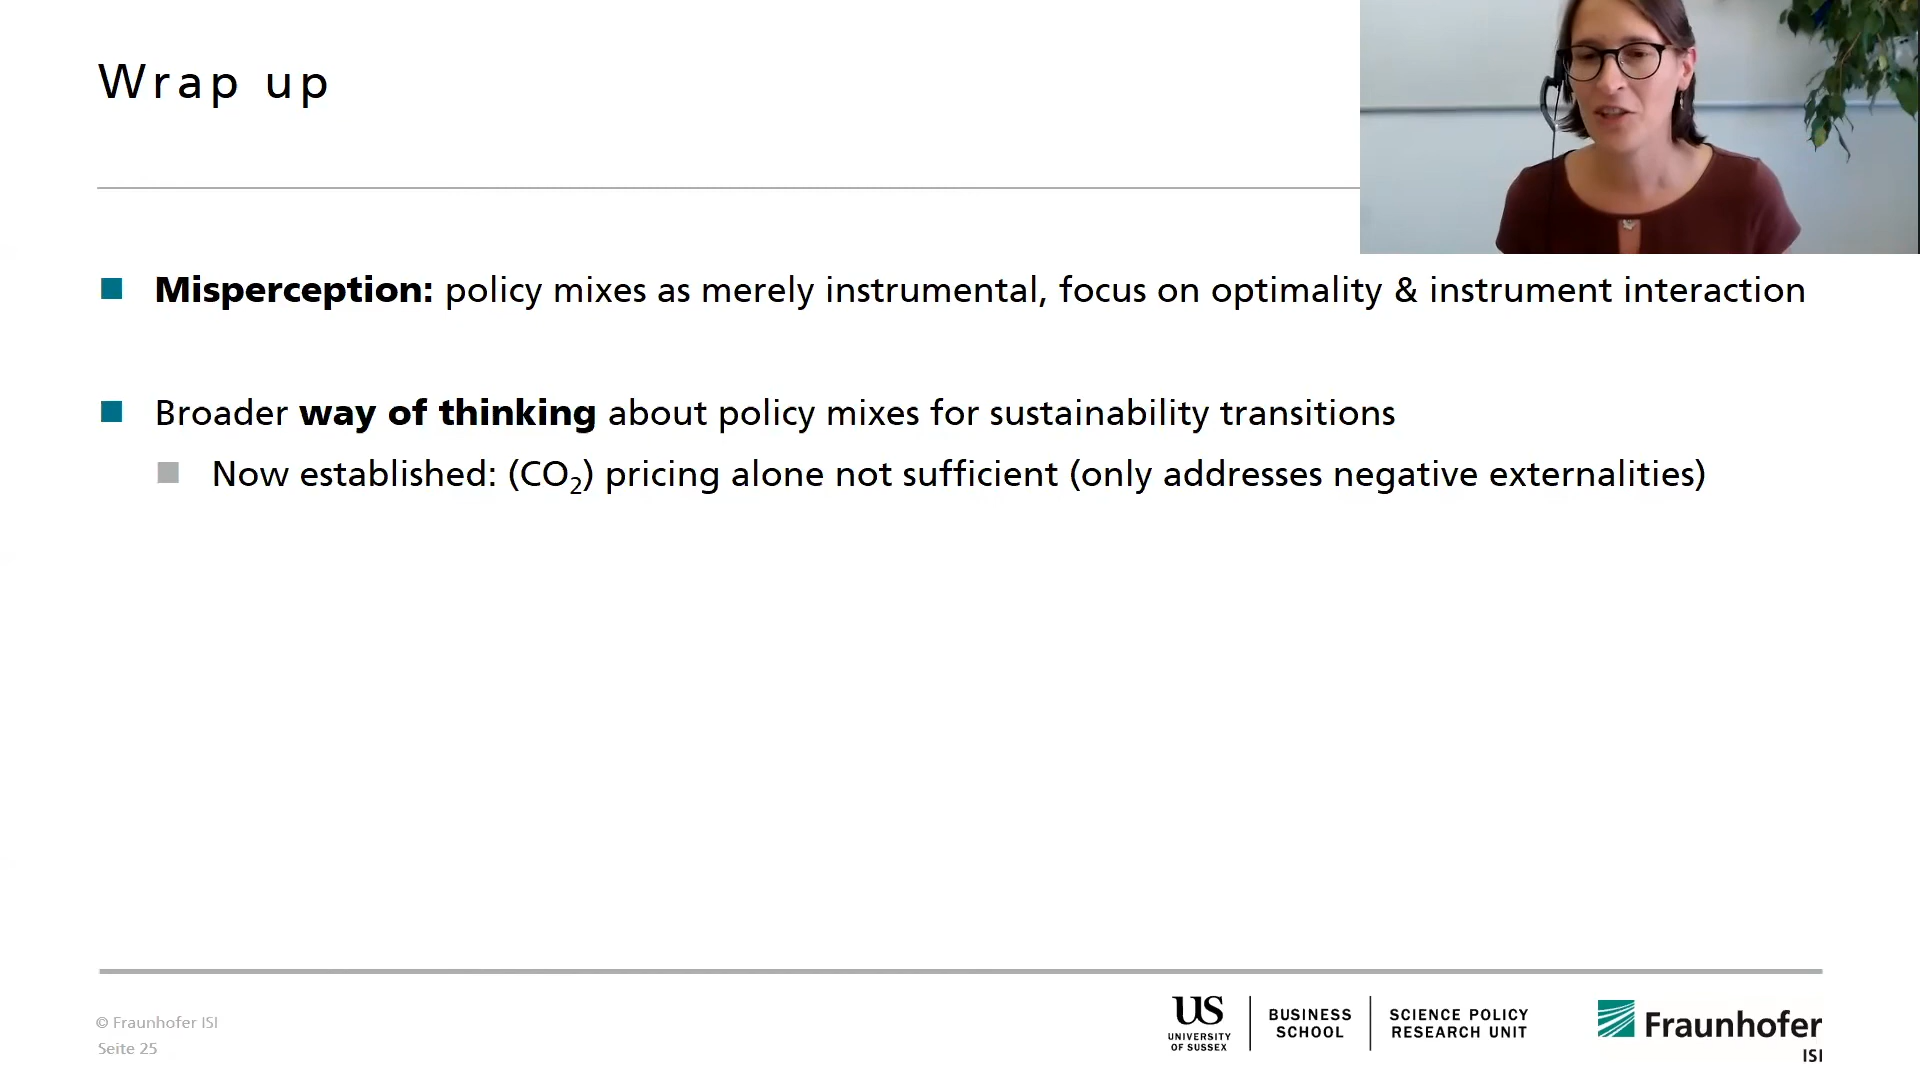 Wrap up
Misperception: policy mixes as merely instrumental, focus on optimality & instrument interaction
Broader way of thinking about policy mixes for sustainability transitions
Now established: (CO₂) pricing alone not sufficient (only addresses negative externalities)
© Fraunhofer ISI
Seite 25
US
UNIVERSITY
OF SUSSEX
BUSINESS
SCHOOL
SCIENCE POLICY
RESEARCH UNIT
Fraunhofer
ISI